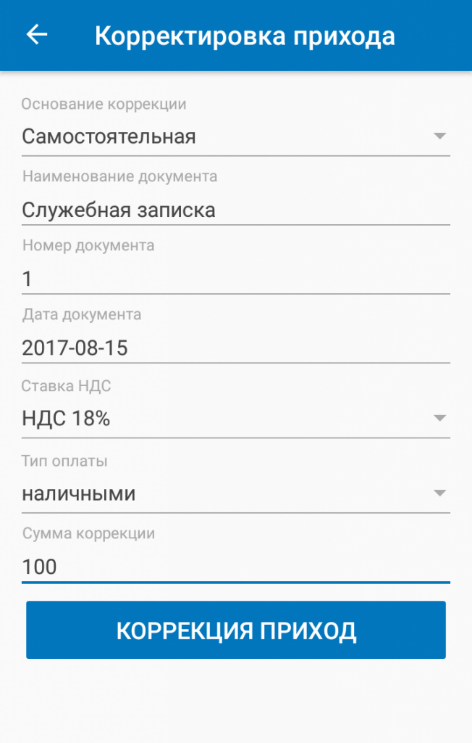 Корректировка прихода
Основание коррекции
Самостоятельная
Наименование документа
Служебная записка
Номер документа
1
Дата документа
2017-08-15
Ставка НДС
НДС 18%
Тип оплаты
наличными
Сумма коррекции
100
КОРРЕКЦИЯ ПРИХОД